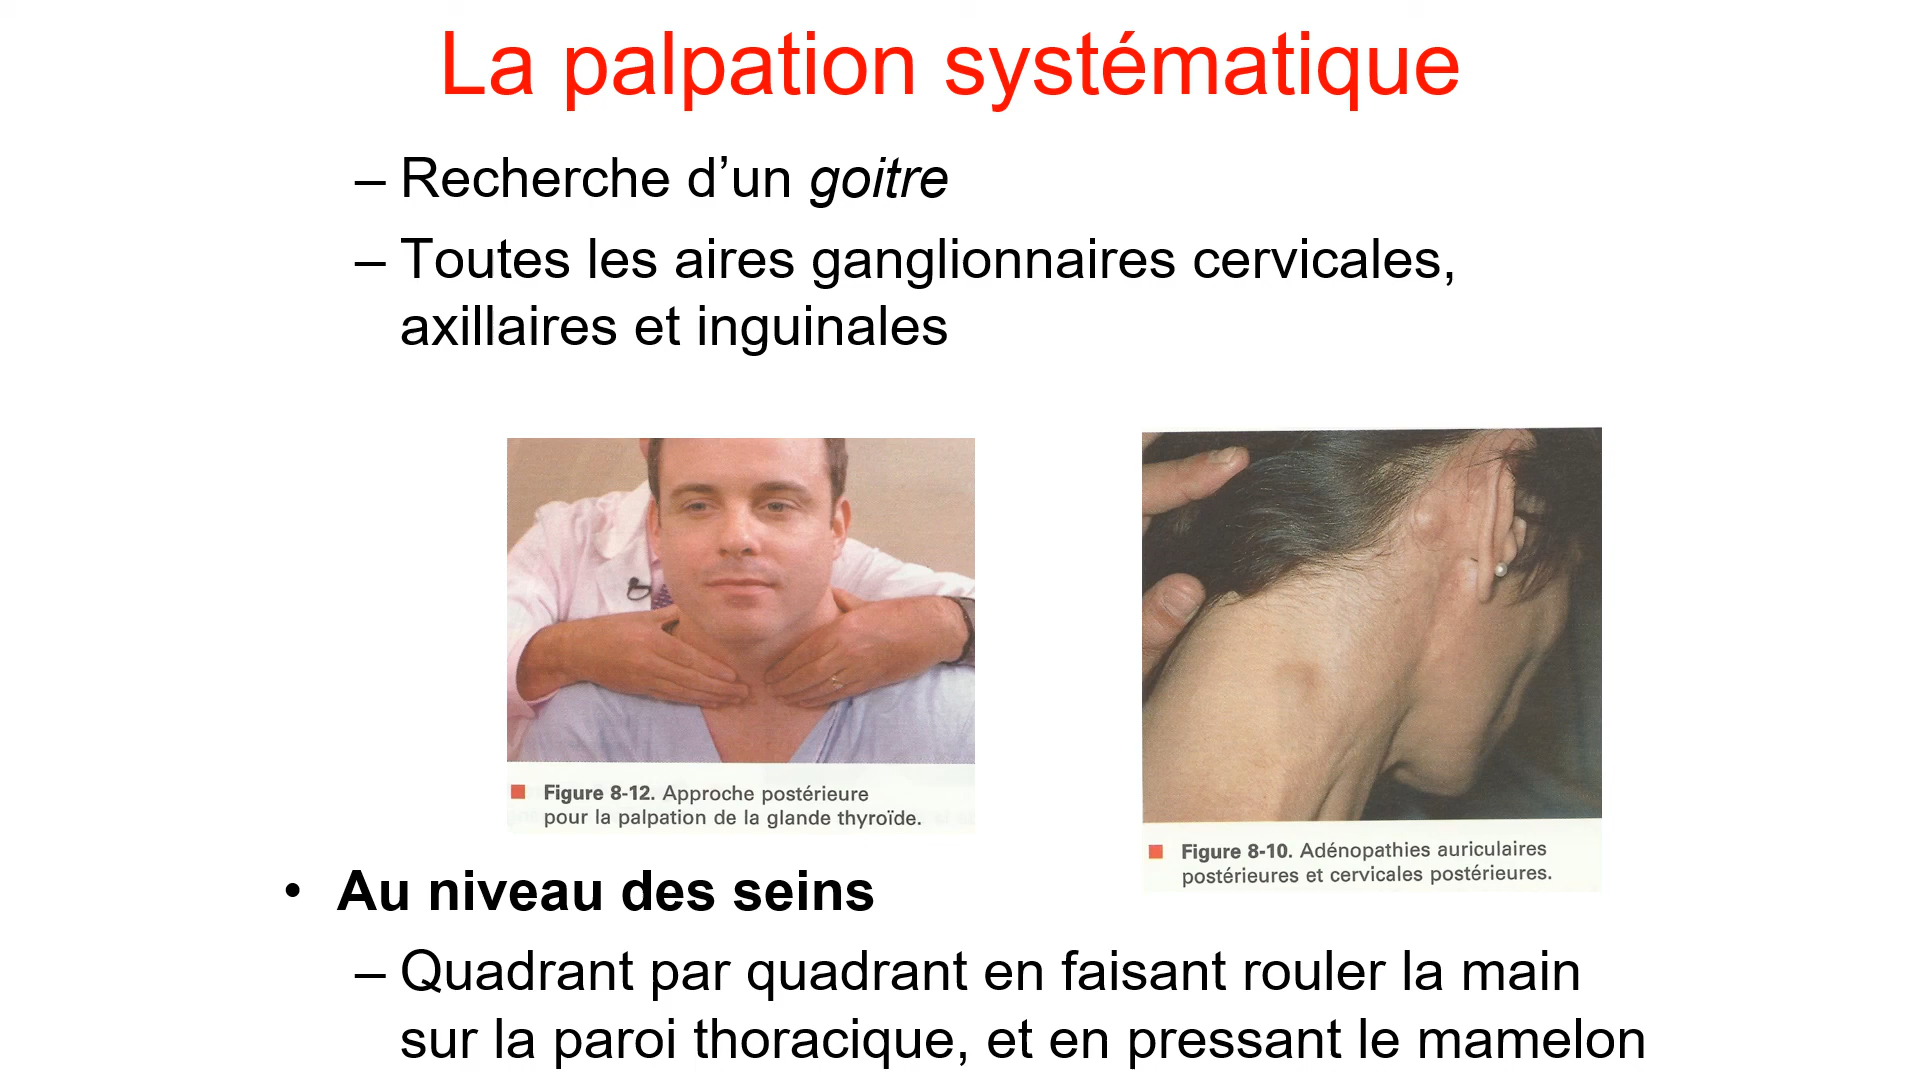 La palpation systématique
– Recherche d’un goitre
– Toutes les aires ganglionnaires cervicales,
axillaires et inguinales
Figure 8-12. Approche postérieure
pour la palpation de la glande thyroïde.
Figure 8-10. Adénopathies auriculaires
postérieures et cervicales postérieures.
• Au niveau des seins
– Quadrant par quadrant en faisant rouler la main
sur la paroi thoracique, et en pressant le mamelon